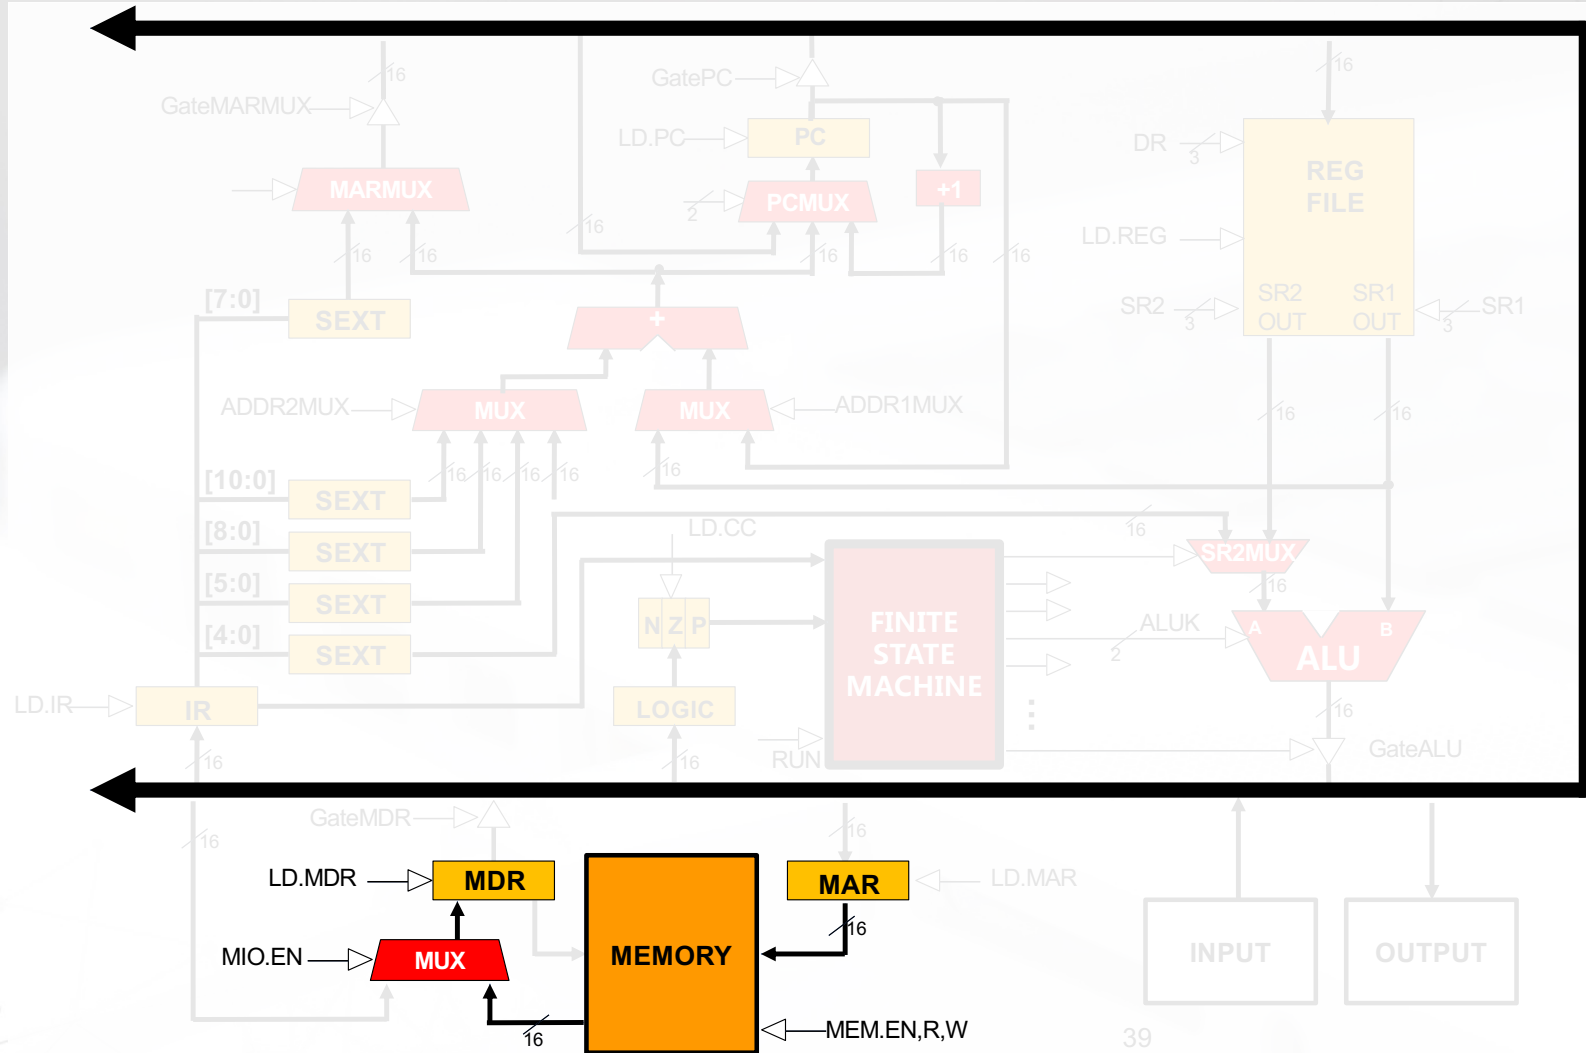 16
GatePC
16
GateMARMUX
LD.PC
PC
DR
3
REG
FILE
MARMUX
2
PCMUX
+1
16
LD.REG
16
16
16
16
16
[7:0]
SEXT
+
SR2
3
SR2
OUT
SR1
OUT
3
SR1
ADDR2MUX
MUX
MUX
ADDR1MUX
16
16
[10:0]
16
16
16
16
16
SEXT
LD.CC
16
[8:0]
SEXT
SR2MUX
[5:0]
SEXT
16
N Z P
FINITE
STATE
MACHINE
ALUK
2
A
B
ALU
[4:0]
SEXT
LD.IR
IR
LOGIC
16
16
16
RUN
GateALU
GateMDR
16
16
LD.MDR
MDR
MAR
LD.MAR
16
MIO.EN
MUX
MEMORY
INPUT
OUTPUT
16
MEM.EN,R,W
39